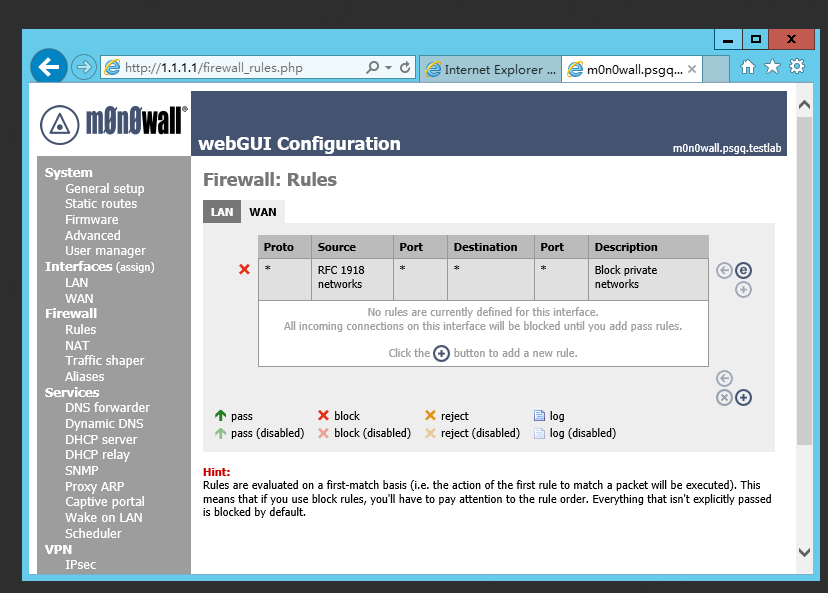 http://1.1.1.1/firewall_rules.php
Internet Explorer ...
m0n0wall.psgq...
m0n0wall®
webGUI Configuration
m0n0wall.psgq.testlab
System
General setup
Static routes
Firmware
Advanced
User manager
Interfaces (assign)
LAN
WAN
Firewall
Rules
NAT
Traffic shaper
Aliases
Services
DNS forwarder
Dynamic DNS
DHCP server
DHCP relay
SNMP
Proxy ARP
Captive portal
Wake on LAN
Scheduler
VPN
IPsec
Firewall: Rules
LAN WAN
Proto Source Port Destination Port Description
* RFC 1918 * * * Block private
networks networks
No rules are currently defined for this interface.
All incoming connections on this interface will be blocked until you add pass rules.
Click the button to add a new rule.
pass block reject log
pass (disabled) block (disabled) reject (disabled) log (disabled)
Hint:
Rules are evaluated on a first-match basis (i.e. the action of the first rule to match a packet will be executed). This
means that if you use block rules, you'll have to pay attention to the rule order. Everything that isn't explicitly passed
is blocked by default.